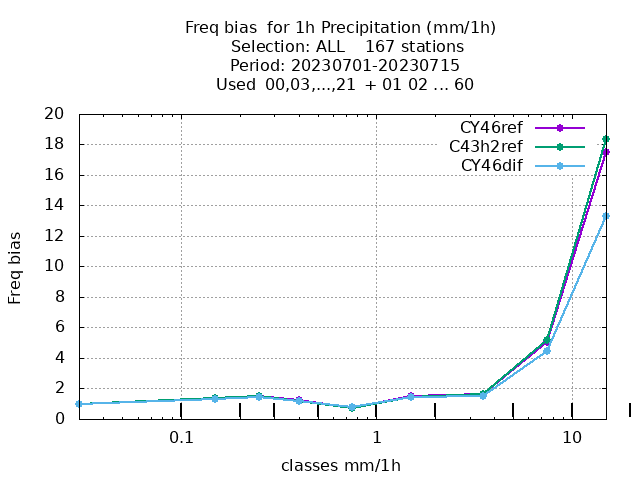 Freq bias  for 1h Precipitation (mm/1h)
Selection: ALL    167 stations
Period: 20230701-20230715
Used  00,03,...,21  + 01 02 ... 60
CY46ref
C43h2ref
CY46dif
Freq bias
20
18
16
14
12
10
8
6
4
2
0
0.1
1
10
classes mm/1h